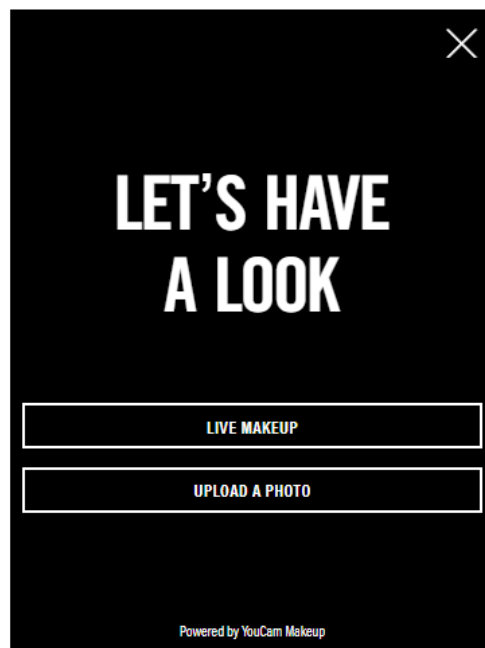 LET’S HAVE
A LOOK
LIVE MAKEUP
UPLOAD A PHOTO
Powered by YouCam Makeup